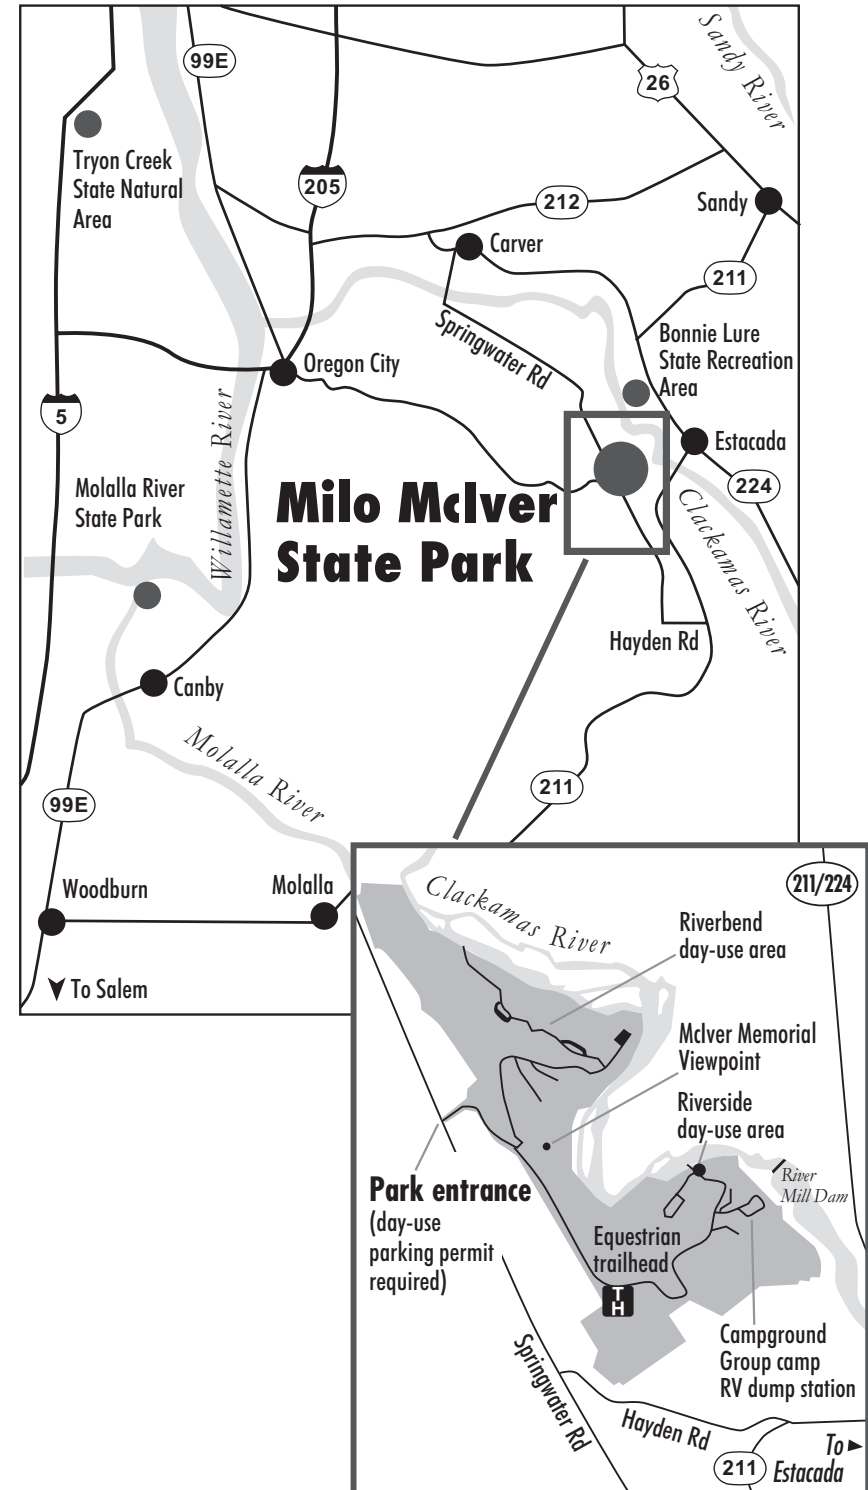 Sandy River
99E
26
Tryon Creek
State Natural
Area
205
212
Sandy
Carver
211
Springwater Rd
Bonnie Lure
State Recreation
Area
Oregon City
5
Willamette River
Estacada
Molalla River
State Park
224
Milo McIver
State Park
Clackamas River
Hayden Rd
Canby
Molalla River
211
99E
Woodburn
Molalla
To Salem
Clackamas River
211/224
Riverbend
day-use area
McIver Memorial
Viewpoint
Riverside
day-use area
River
Mill Dam
Park entrance
(day-use
parking permit
required)
Equestrian
trailhead
T
H
Campground
Group camp
RV dump station
Springwater Rd
Hayden Rd
211
To
Estacada